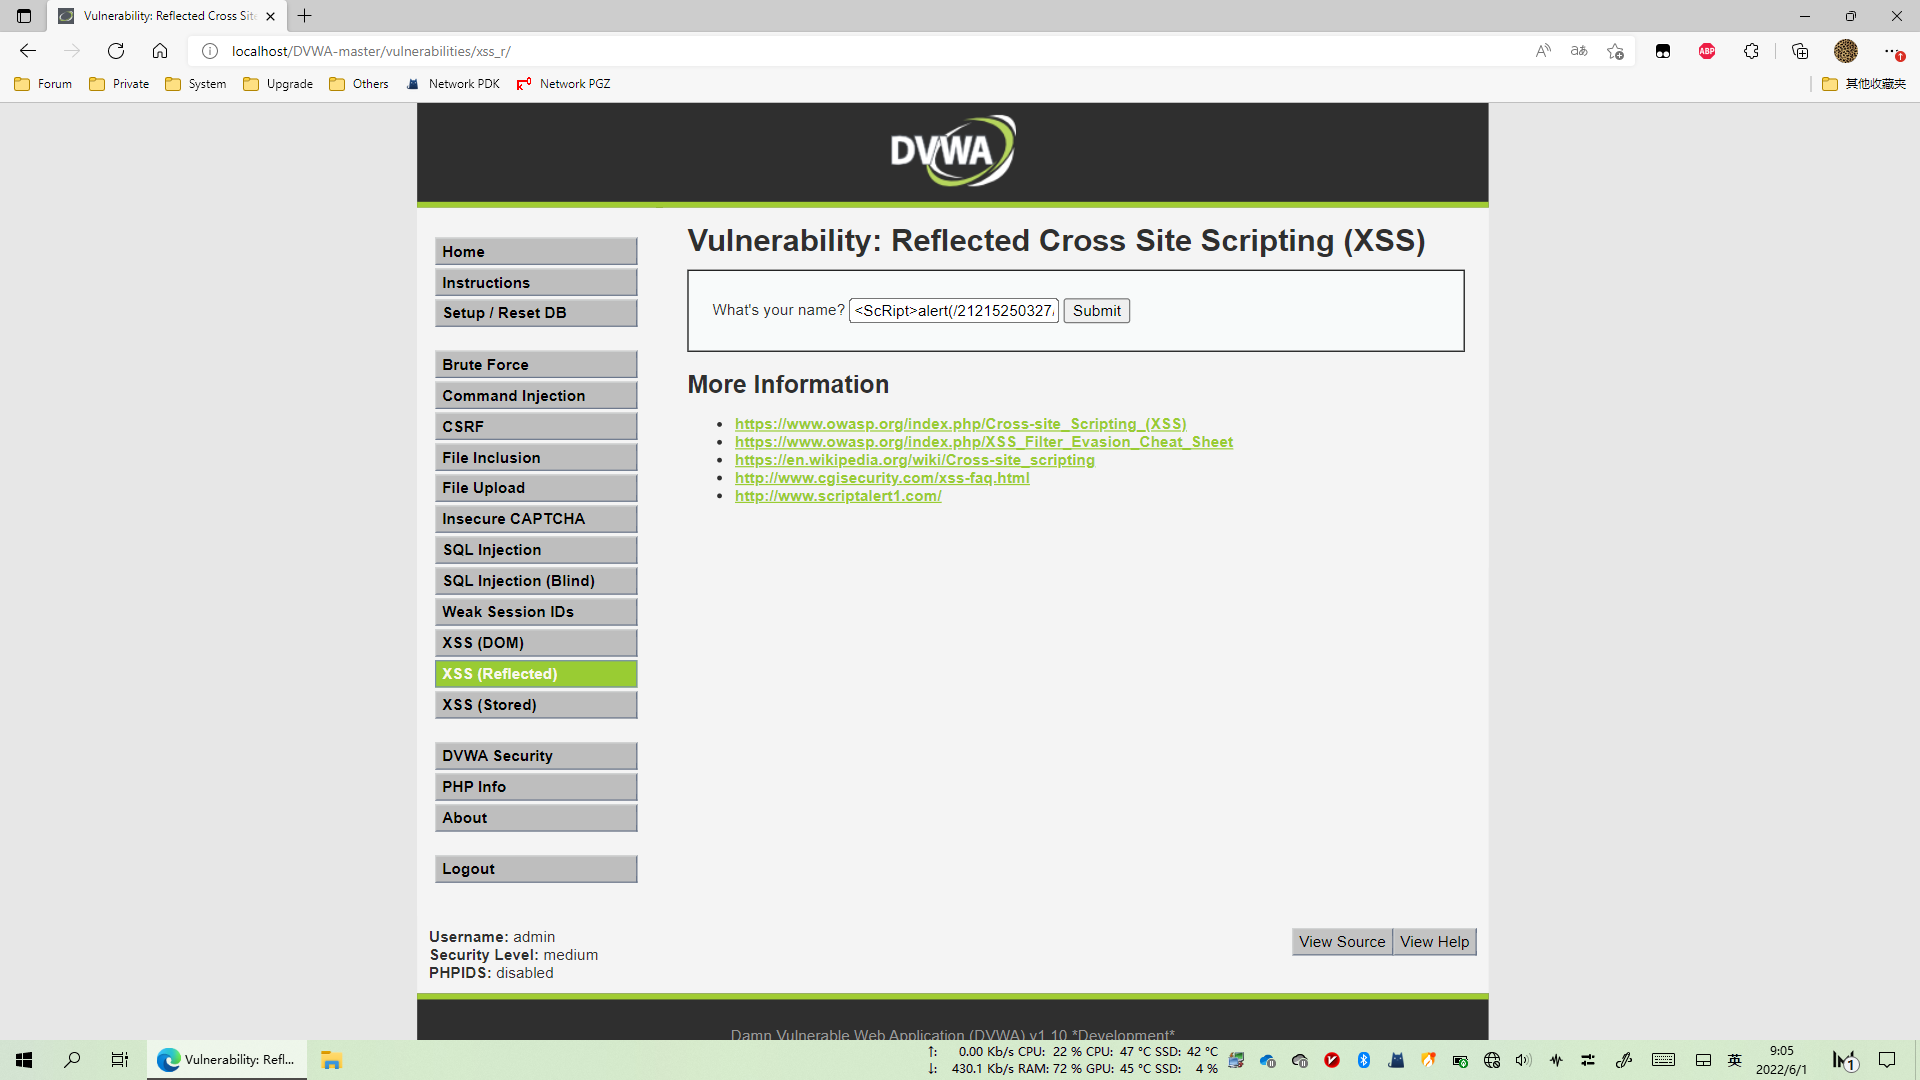 Vulnerability: Reflected Cross Site
localhost/DVWA-master/vulnerabilities/xss_r/
Forum Private System Upgrade Others Network PDK Network PGZ 其他收藏夹
ABP
DVWA
Home
Instructions
Setup / Reset DB
Brute Force
Command Injection
CSRF
File Inclusion
File Upload
Insecure CAPTCHA
SQL Injection
SQL Injection (Blind)
Weak Session IDs
XSS (DOM)
XSS (Reflected)
XSS (Stored)
DVWA Security
PHP Info
About
Logout
Vulnerability: Reflected Cross Site Scripting (XSS)
What's your name? <ScRipt>alert(/21215250327/ Submit
More Information
https://www.owasp.org/index.php/Cross-site_Scripting_(XSS)
https://www.owasp.org/index.php/XSS_Filter_Evasion_Cheat_Sheet
https://en.wikipedia.org/wiki/Cross-site_scripting
http://www.cgisecurity.com/xss-faq.html
http://www.scriptalert1.com/
Username: admin
Security Level: medium
PHPIDS: disabled
View Source View Help
Damn Vulnerable Web Application (DVWA) v1.10 *Development*
Vulnerability: Refl...
↑: 0.00 Kb/s CPU: 22 % CPU: 47 °C SSD: 42 °C
↓: 430.1 Kb/s RAM: 72 % GPU: 45 °C SSD: 4 %
英
9:05
2022/6/1
1